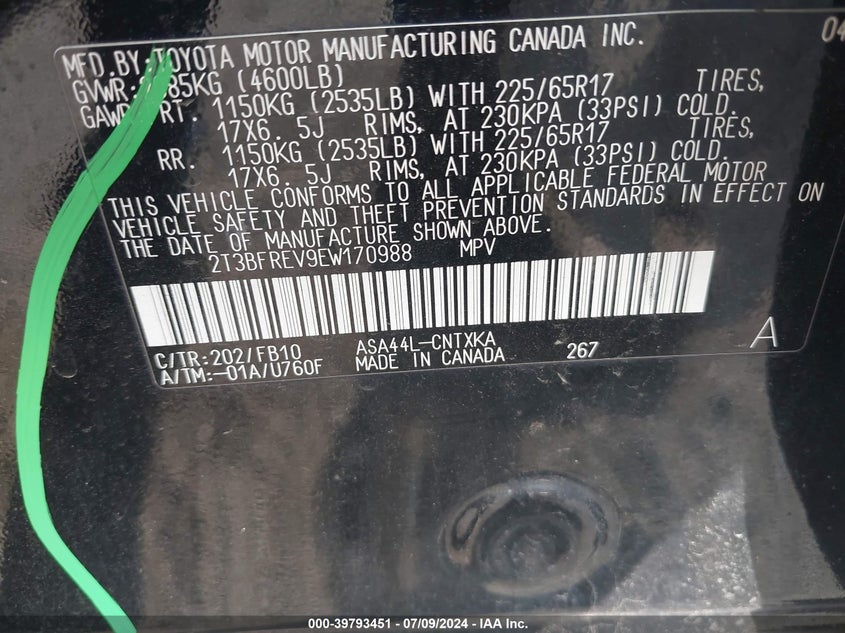 MFD. BY: TOYOTA MOTOR MANUFACTURING CANADA INC. 04
GVWR: 85KG (4600LB)
GAWR FRT. 1150KG (2535LB) WITH 225/65R17 TIRES,
17X6. 5J RIMS, AT 230KPA (33PSI) COLD.
RR. 1150KG (2535LB) WITH 225/65R17 TIRES,
17X6. 5J RIMS, AT 230KPA (33PSI) COLD.
THIS VEHICLE CONFORMS TO ALL APPLICABLE FEDERAL MOTOR
VEHICLE SAFETY AND THEFT PREVENTION STANDARDS IN EFFECT ON
THE DATE OF MANUFACTURE SHOWN ABOVE.
2T3BFREV9EW170988 MPV
C/TR:202/FB10 ASA44L-CNTXKA
A/TM:-01A/U760F MADE IN CANADA 267 A
000-39793451 - 07/09/2024 - IAA Inc.